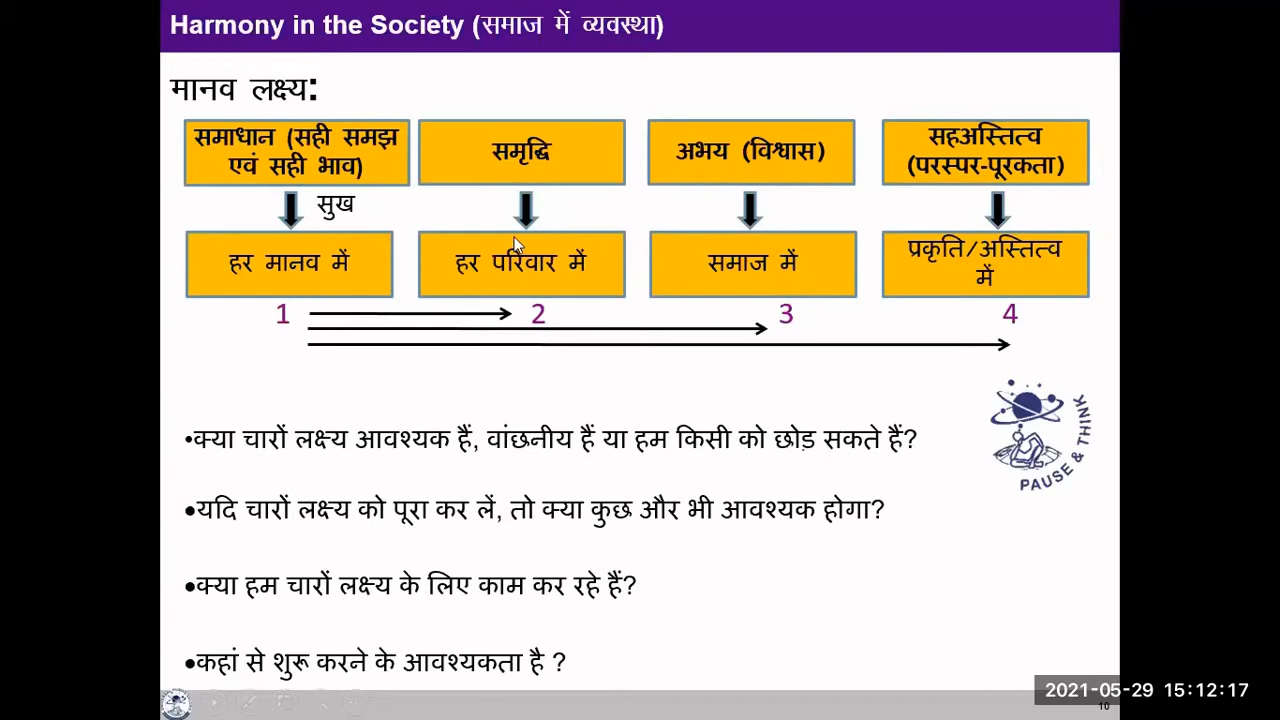 Harmony in the Society (समाज में व्यवस्था)
मानव लक्ष्य:
समाधान (सही समझ
एवं सही भाव)
समृद्धि
अभय (विश्वास)
सहअस्तित्व
(परस्पर-पूरकता)
सुख
हर मानव में
हर परिवार में
समाज में
प्रकृति/अस्तित्व
में
1
2
3
4
•क्या चारों लक्ष्य आवश्यक हैं, वांछनीय हैं या हम किसी को छोड़ सकते हैं?
PAUSE & THINK
•यदि चारों लक्ष्य को पूरा कर लें, तो क्या कुछ और भी आवश्यक होगा?
•क्या हम चारों लक्ष्य के लिए काम कर रहे हैं?
•कहां से शुरू करने के आवश्यकता है ?
2021-05-29 15:12:17
10